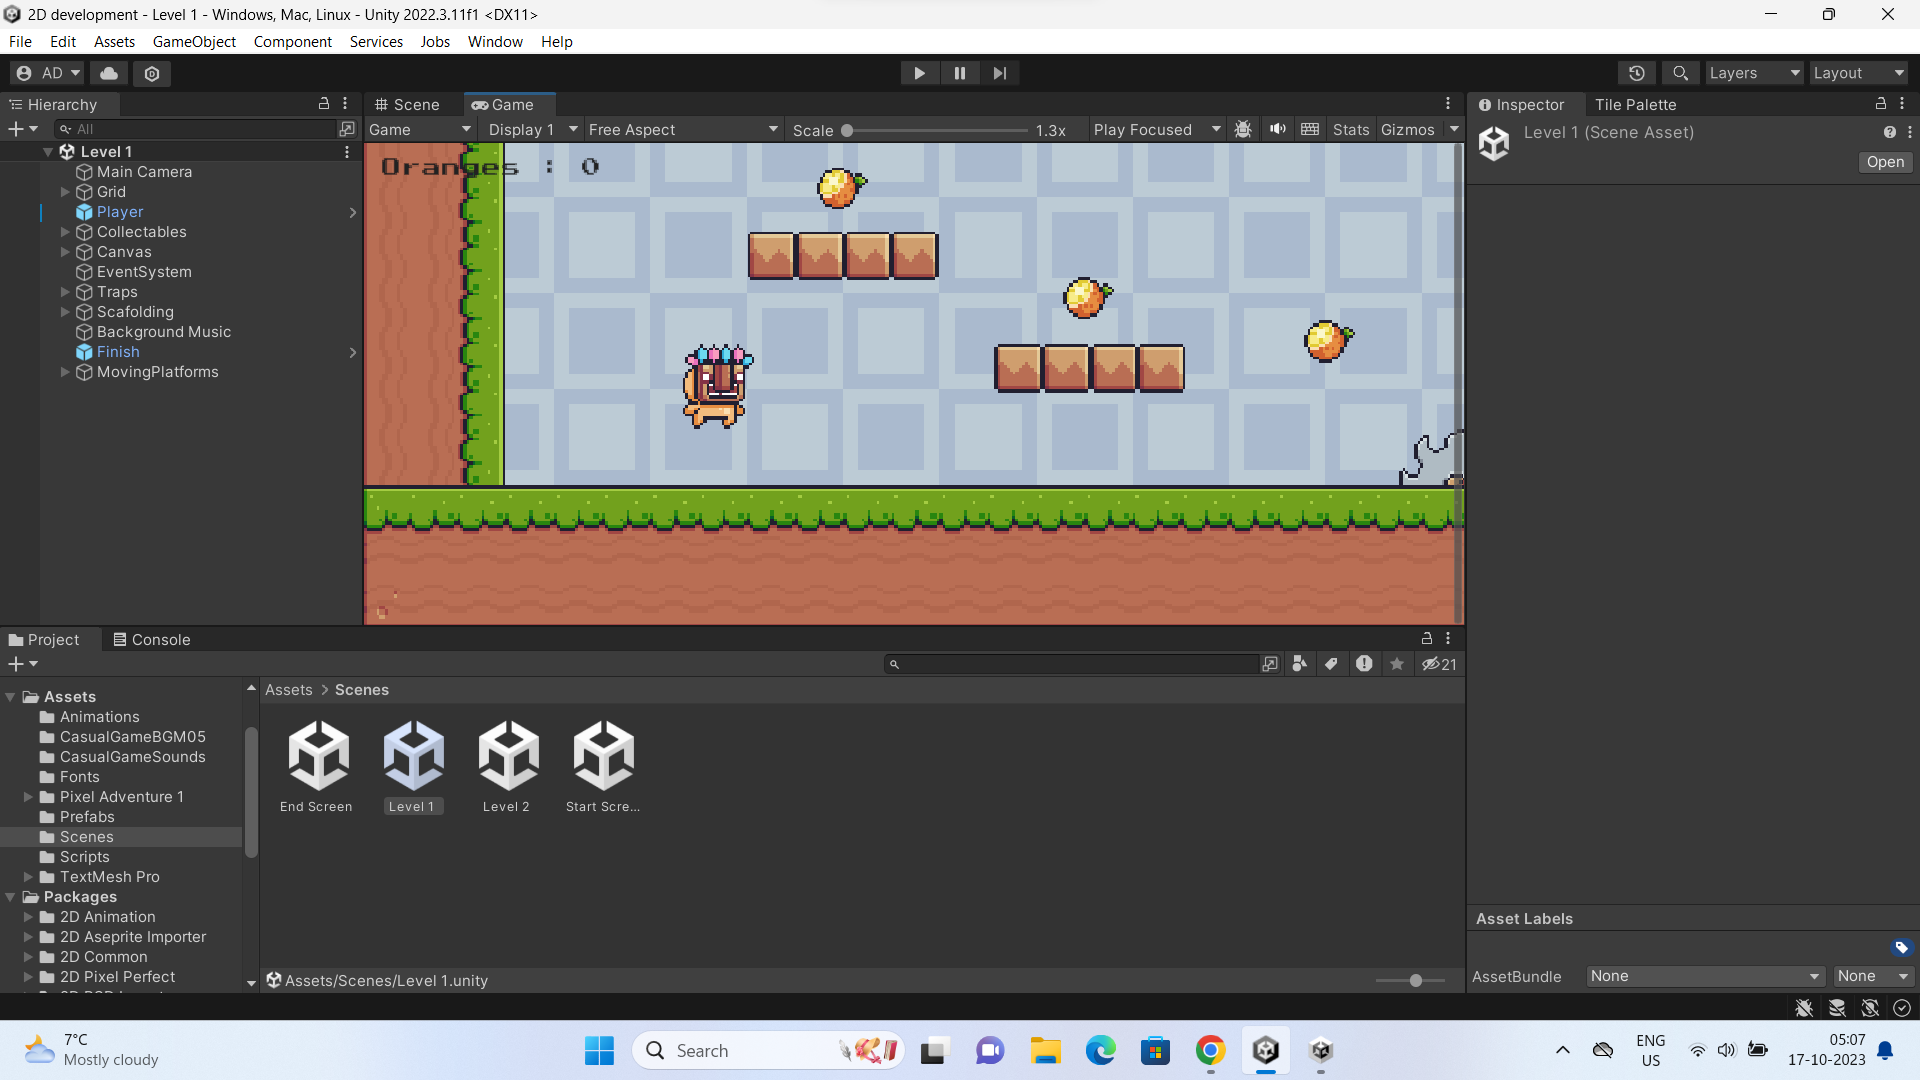 2D development - Level 1 - Windows, Mac, Linux - Unity 2022.3.11f1 <DX11>
File Edit Assets GameObject Component Services Jobs Window Help
AD Layers Layout
Hierarchy Scene Game Inspector Tile Palette
All Game Display 1 Free Aspect Scale 1.3x Play Focused Stats Gizmos
Level 1 (Scene Asset)
Open
Level 1
Main Camera
Grid
Player
Collectables
Canvas
EventSystem
Traps
Scafolding
Background Music
Finish
MovingPlatforms
Oranges : 0
Project Console
21
Assets
Animations
CasualGameBGM05
CasualGameSounds
Fonts
Pixel Adventure 1
Prefabs
Scenes
Scripts
TextMesh Pro
Packages
2D Animation
2D Aseprite Importer
2D Common
2D Pixel Perfect
Assets > Scenes
End Screen Level 1 Level 2 Start Scre...
Assets/Scenes/Level 1.unity
Asset Labels
AssetBundle None None
7°C
Mostly cloudy
Search
ENG
US
05:07
17-10-2023